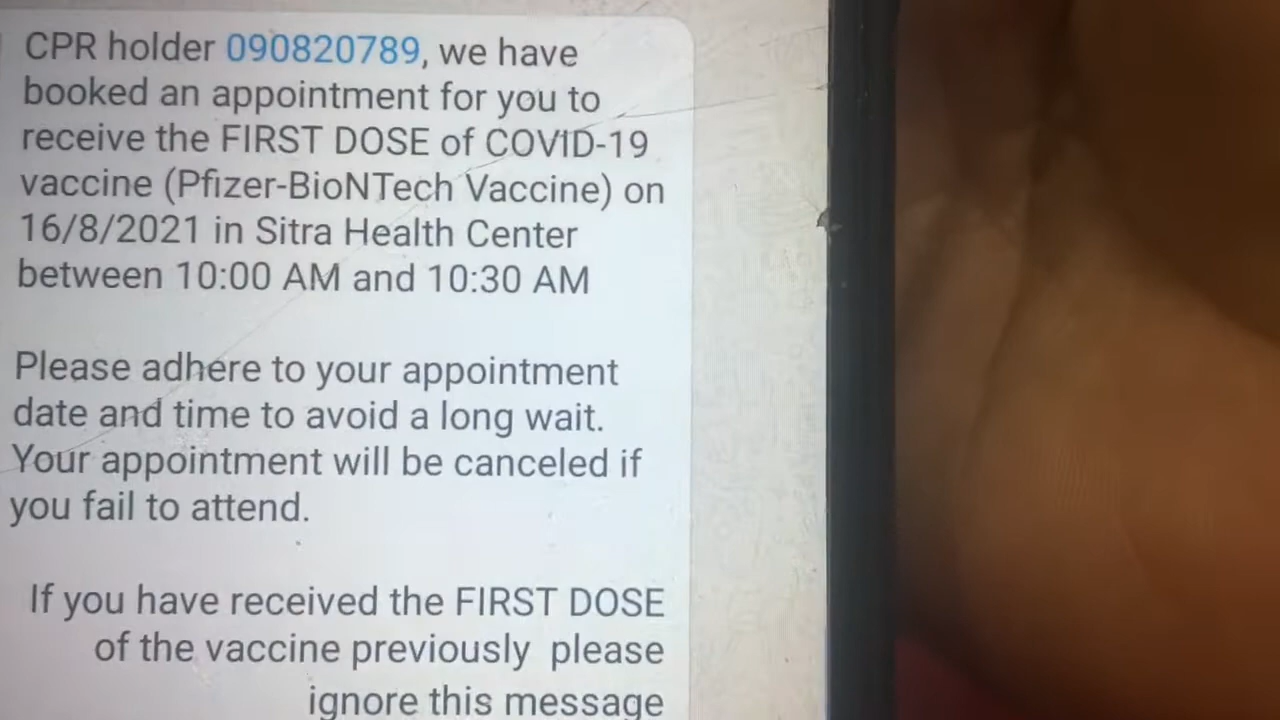 CPR holder 090820789, we have
booked an appointment for you to
receive the FIRST DOSE of COVID-19
vaccine (Pfizer-BioNTech Vaccine) on
16/8/2021 in Sitra Health Center
between 10:00 AM and 10:30 AM
Please adhere to your appointment
date and time to avoid a long wait.
Your appointment will be canceled if
you fail to attend.
If you have received the FIRST DOSE
of the vaccine previously please
ignore this message